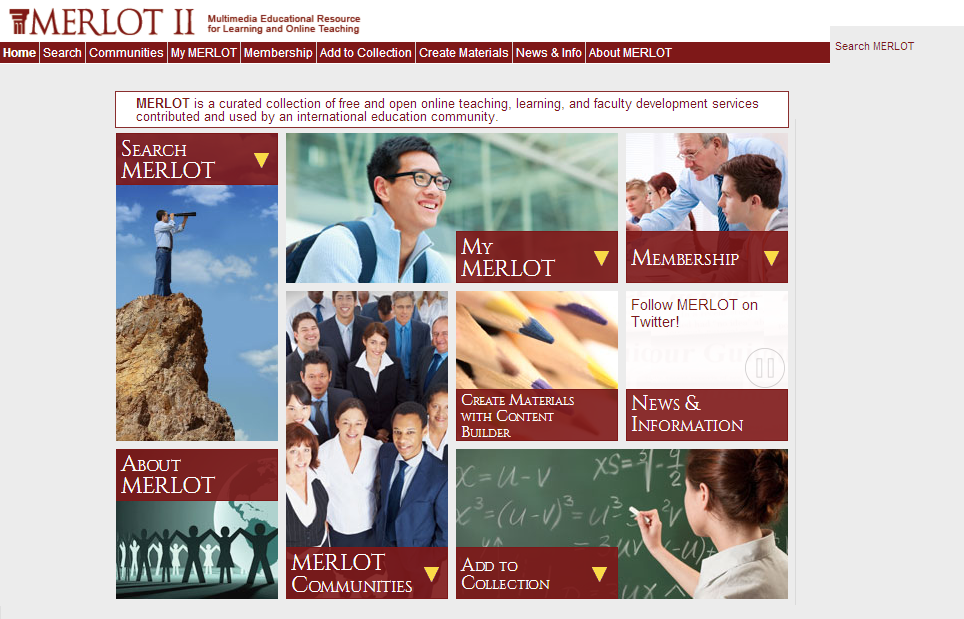 MERLOT II
Multimedia Educational Resource
for Learning and Online Teaching
Home Search Communities My MERLOT Membership Add to Collection Create Materials News & Info About MERLOT
Search MERLOT
MERLOT is a curated collection of free and open online teaching, learning, and faculty development services
contributed and used by an international education community.
Search
MERLOT
My
MERLOT
Membership
Follow MERLOT on
Twitter!
Create Materials
with Content
Builder
News &
Information
About
MERLOT
MERLOT
Communities
Add to
Collection
x = u - v